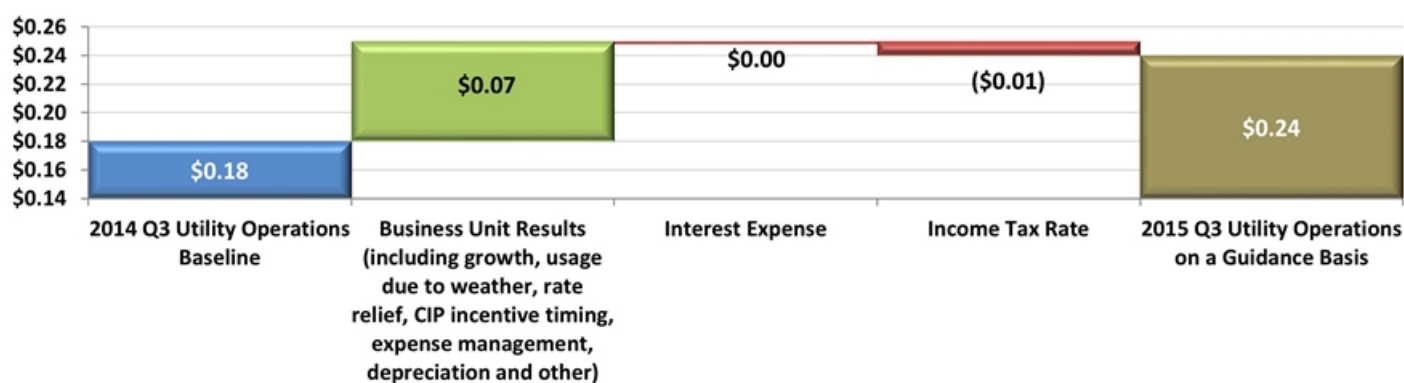 $0.26
$0.24
$0.22
$0.20
$0.18
$0.16
$0.14
$0.18
$0.07
$0.00
($0.01)
$0.24
2014 Q3 Utility Operations
Baseline
Business Unit Results
(including growth, usage
due to weather, rate
relief, CIP incentive timing,
expense management,
depreciation and other)
Interest Expense
Income Tax Rate
2015 Q3 Utility Operations
on a Guidance Basis